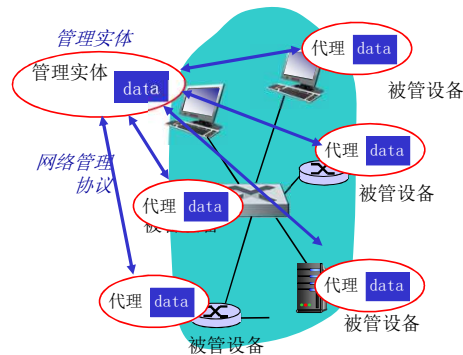 管理实体
代理 data
管理实体
data
被管设备
代理 data
网络管理
协议
被管设备
代理 data
代理 data
代理 data
被管设备
被管设备